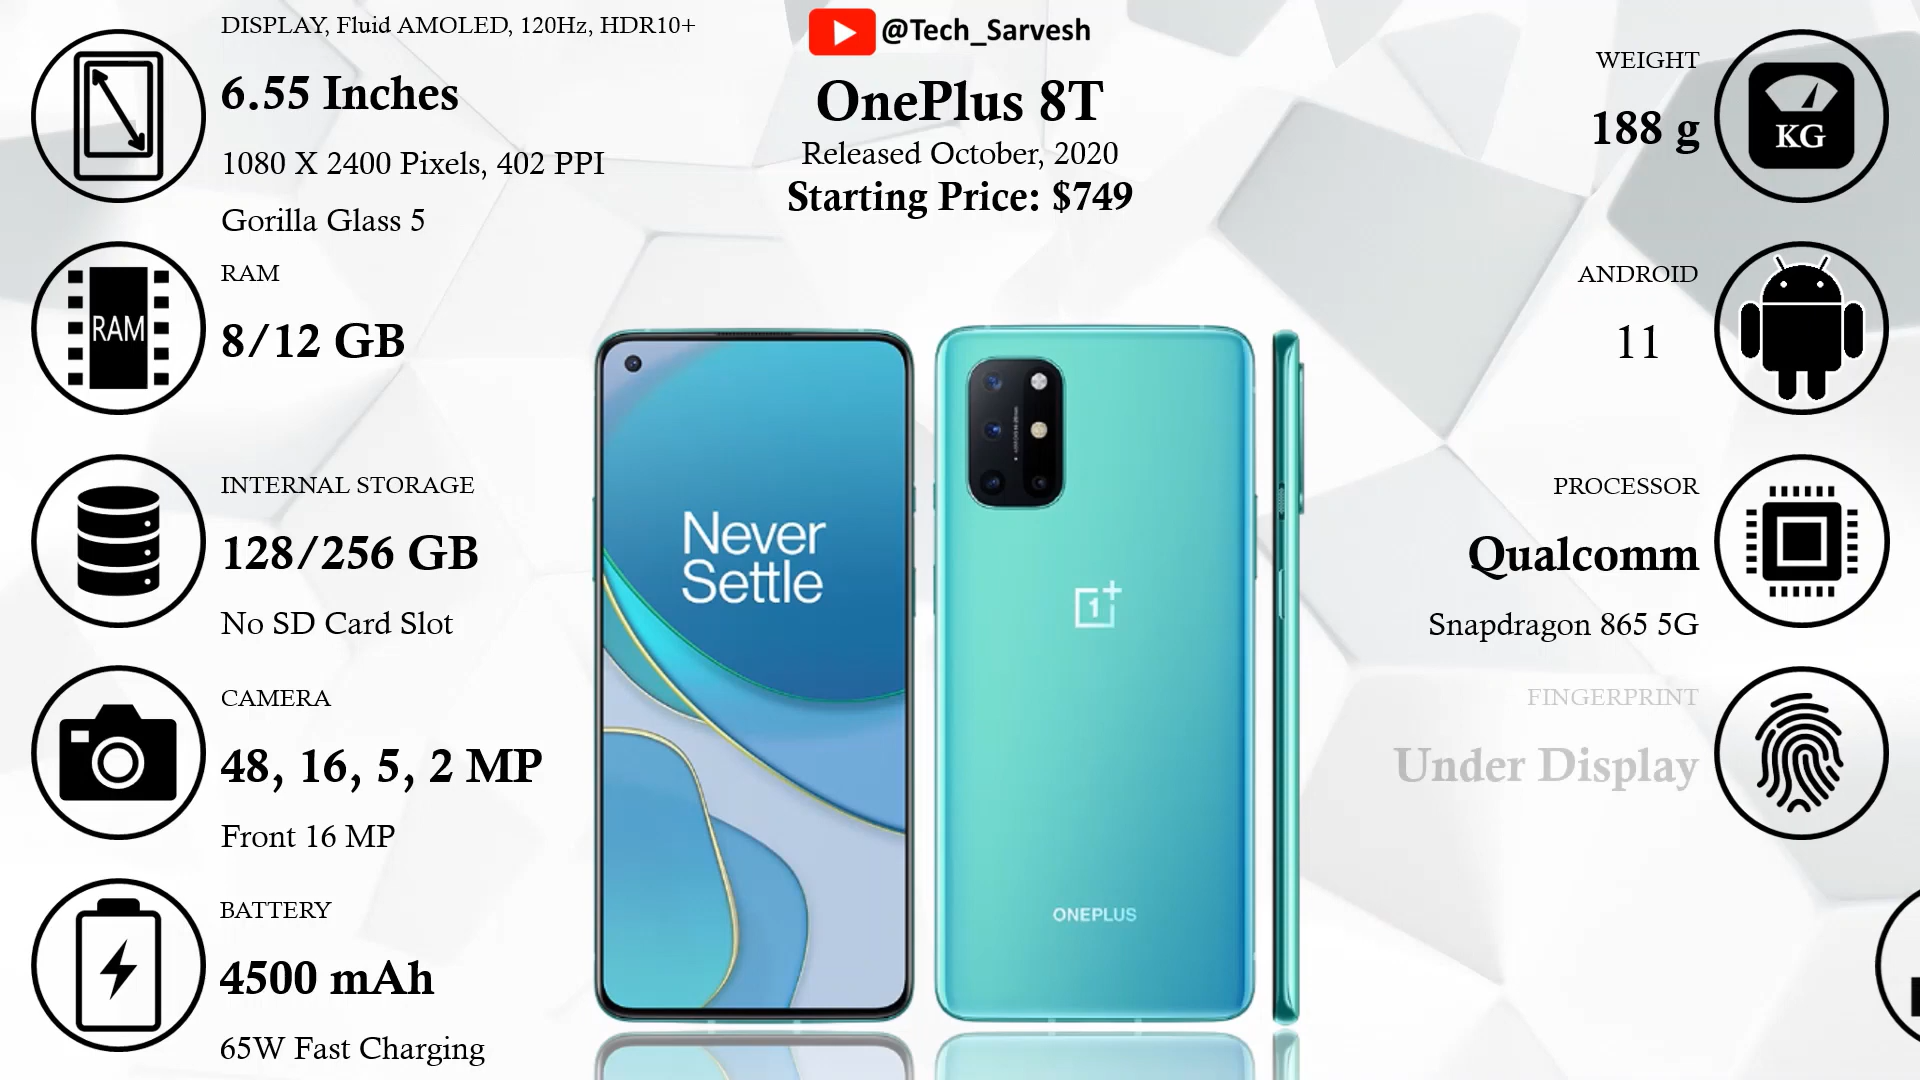 @Tech_Sarvesh
OnePlus 8T
Released October, 2020
Starting Price: $749
DISPLAY, Fluid AMOLED, 120Hz, HDR10+
6.55 Inches
1080 X 2400 Pixels, 402 PPI
Gorilla Glass 5
RAM
RAM
8/12 GB
INTERNAL STORAGE
128/256 GB
No SD Card Slot
CAMERA
48, 16, 5, 2 MP
Front 16 MP
BATTERY
4500 mAh
65W Fast Charging
Never
Settle
1+
ONEPLUS
WEIGHT
188 g
KG
ANDROID
11
PROCESSOR
Qualcomm
Snapdragon 865 5G
FINGERPRINT
Under Display